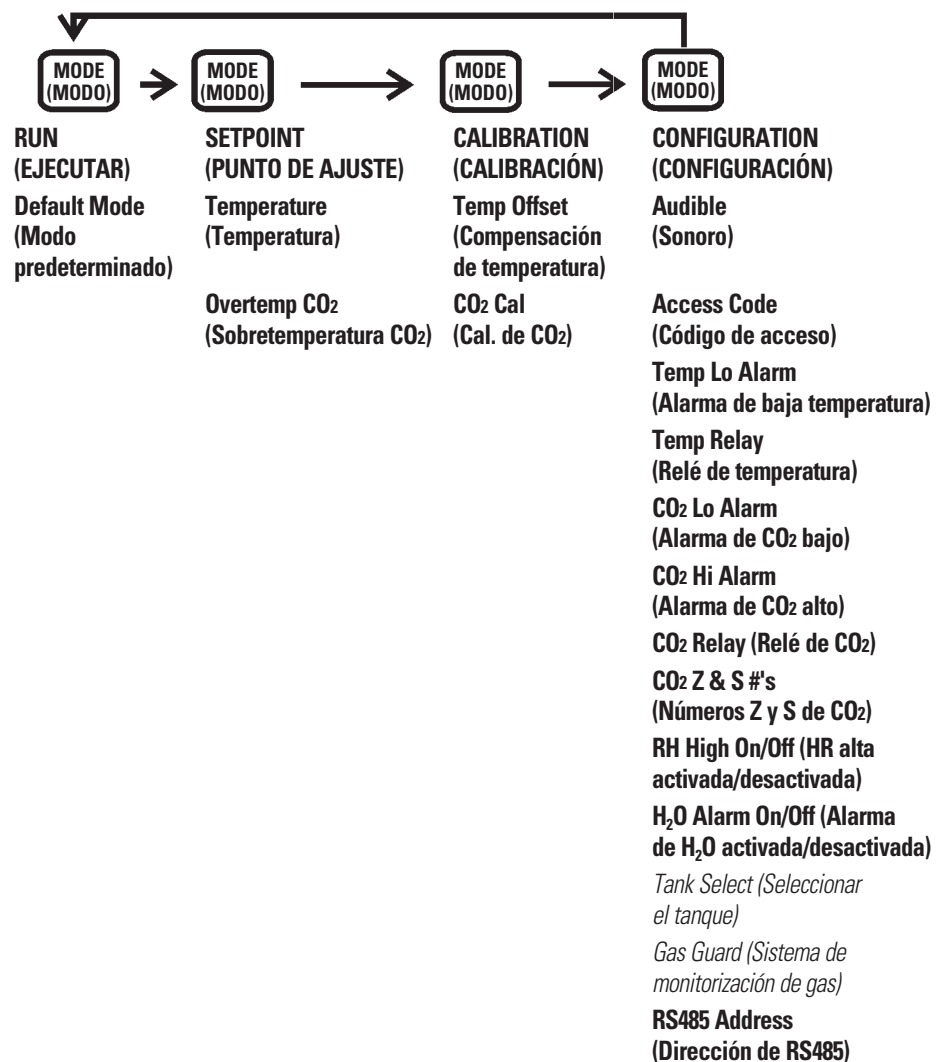 MODE
(MODO)
MODE
(MODO)
MODE
(MODO)
MODE
(MODO)
RUN
(EJECUTAR)
Default Mode
(Modo
predeterminado)
SETPOINT
(PUNTO DE AJUSTE)
Temperature
(Temperatura)
Overtemp CO2
(Sobretemperatura CO2)
CALIBRATION
(CALIBRACIÓN)
Temp Offset
(Compensación
de temperatura)
CO2 Cal
(Cal. de CO2)
CONFIGURATION
(CONFIGURACIÓN)
Audible
(Sonoro)
Access Code
(Código de acceso)
Temp Lo Alarm
(Alarma de baja temperatura)
Temp Relay
(Relé de temperatura)
CO2 Lo Alarm
(Alarma de CO2 bajo)
CO2 Hi Alarm
(Alarma de CO2 alto)
CO2 Relay (Relé de CO2)
CO2 Z & S #'s
(Números Z y S de CO2)
RH High On/Off (HR alta
activada/desactivada)
H₂O Alarm On/Off (Alarma
de H₂O activada/desactivada)
Tank Select (Seleccionar
el tanque)
Gas Guard (Sistema de
monitorización de gas)
RS485 Address
(Dirección de RS485)